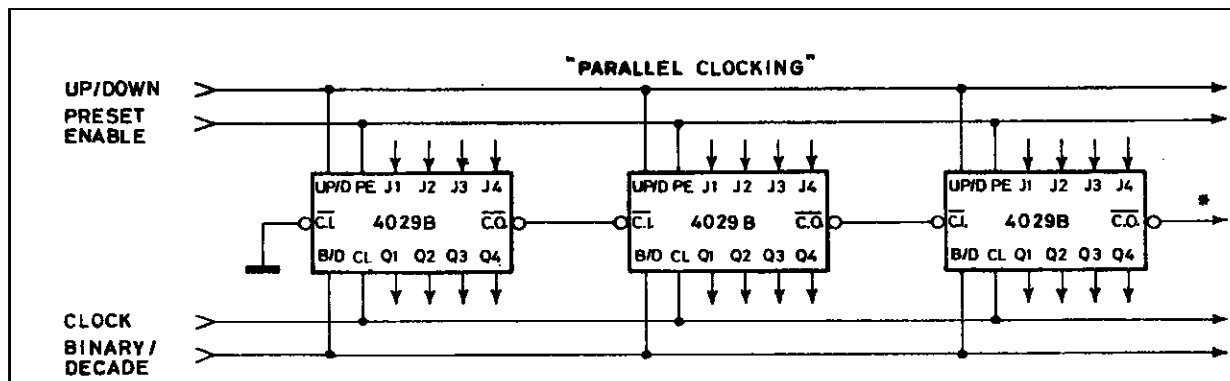 "PARALLEL CLOCKING"
UP/DOWN
PRESET
ENABLE
UP/D PE J1 J2 J3 J4
C.I. 4029B C.O.
B/D CL Q1 Q2 Q3 Q4
UP/D PE J1 J2 J3 J4
C.I. 4029B C.O.
B/D CL Q1 Q2 Q3 Q4
UP/D PE J1 J2 J3 J4
C.I. 4029B C.O.
B/D CL Q1 Q2 Q3 Q4
*
CLOCK
BINARY/
DECADE